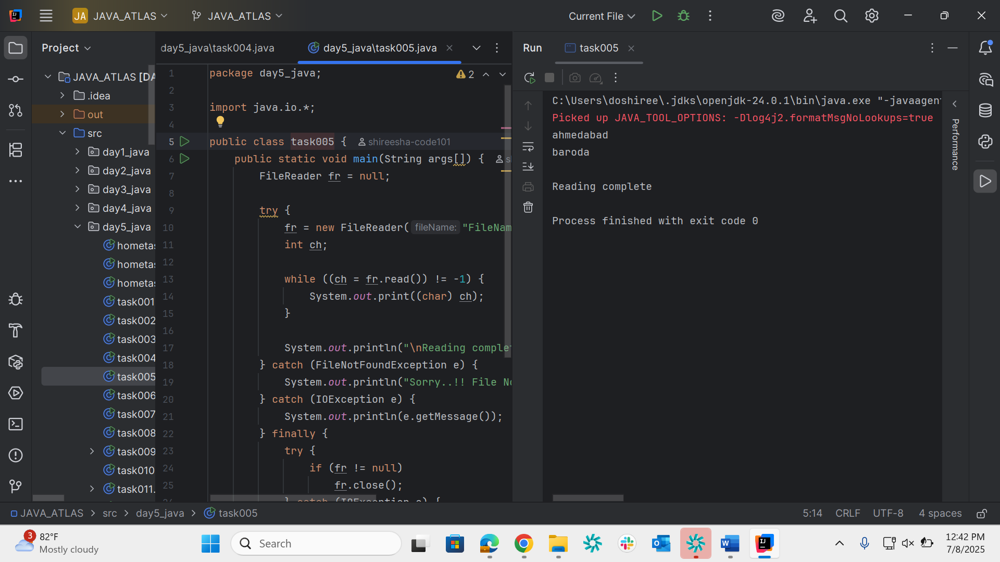 JA JAVA_ATLAS JAVA_ATLAS Current File
Project
day5_java\task004.java day5_java\task005.java
Run task005
JAVA_ATLAS [DA
.idea
out
src
day1_java
day2_java
day3_java
day4_java
day5_java
hometas
hometas
hometas
task001
task002
task003
task004
task005
task006
task007
task008
task009
task010
task011.
2
1 package day5_java;
2
3 import java.io.*;
4
5 public class task005 { shireesha-code101
6 public static void main(String args[]) {
7 FileReader fr = null;
8
9 try {
10 fr = new FileReader( fileName: "FileNam
11 int ch;
12
13 while ((ch = fr.read()) != -1) {
14 System.out.print((char) ch);
15 }
16
17 System.out.println("\nReading complet
18 } catch (FileNotFoundException e) {
19 System.out.println("Sorry..!! File No
20 } catch (IOException e) {
21 System.out.println(e.getMessage());
22 } finally {
23 try {
24 if (fr != null)
25 fr.close();
} catch (IOException e) {
C:\Users\doshiree\.jdks\openjdk-24.0.1\bin\java.exe "-javaagent
Picked up JAVA_TOOL_OPTIONS: -Dlog4j2.formatMsgNoLookups=true
ahmedabad
baroda
Reading complete
Process finished with exit code 0
Performance
JAVA_ATLAS > src > day5_java > task005
5:14 CRLF UTF-8 4 spaces
3
82°F
Mostly cloudy
Search
12:42 PM
7/8/2025